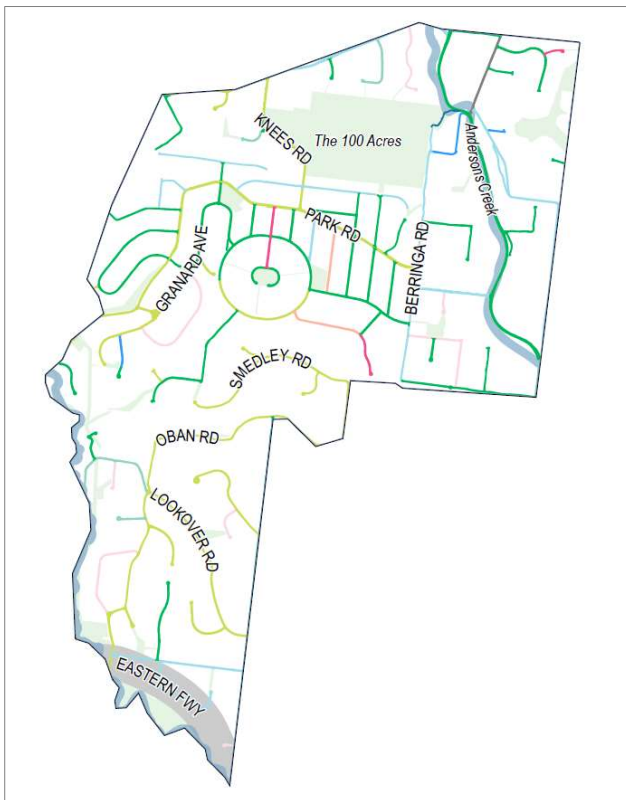 KNEES RD
The 100 Acres
Andersons Creek
PARK RD
GRANARD AVE
BERRINGA RD
SMEDLEY RD
OBAN RD
LOOKOVER RD
EASTERN FWY